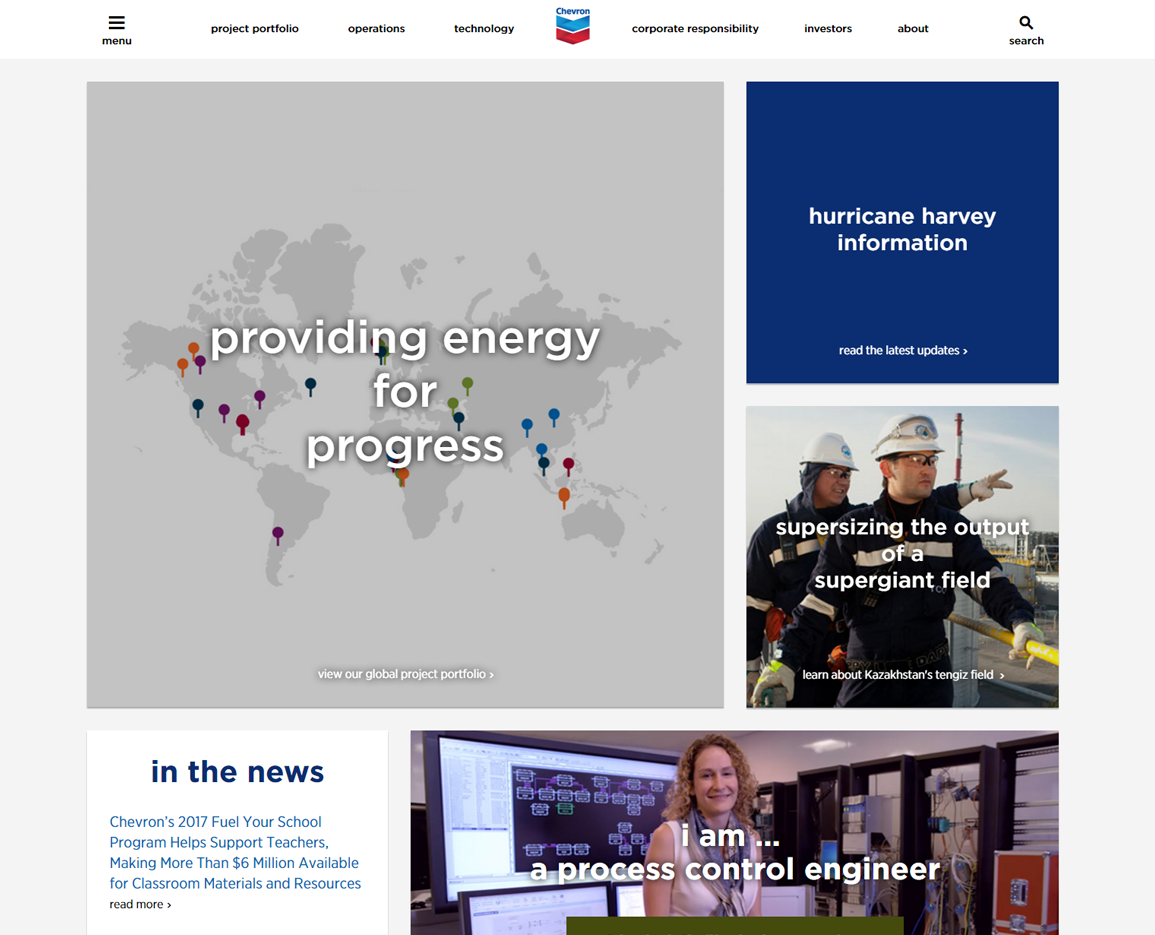 menu
project portfolio
operations
technology
Chevron
corporate responsibility
investors
about
search
providing energy
for
progress
view our global project portfolio ›
hurricane harvey
information
read the latest updates ›
supersizing the output
of a
supergiant field
TCO
learn about Kazakhstan's tengiz field ›
in the news
Chevron’s 2017 Fuel Your School
Program Helps Support Teachers,
Making More Than $6 Million Available
for Classroom Materials and Resources
read more ›
i am ...
a process control engineer